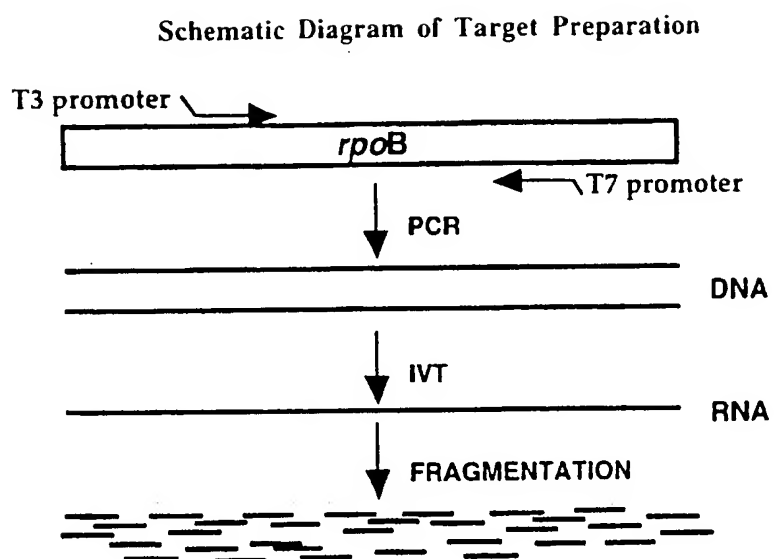 Schematic Diagram of Target Preparation
T3 promoter
rpoB
T7 promoter
PCR
DNA
IVT
RNA
FRAGMENTATION